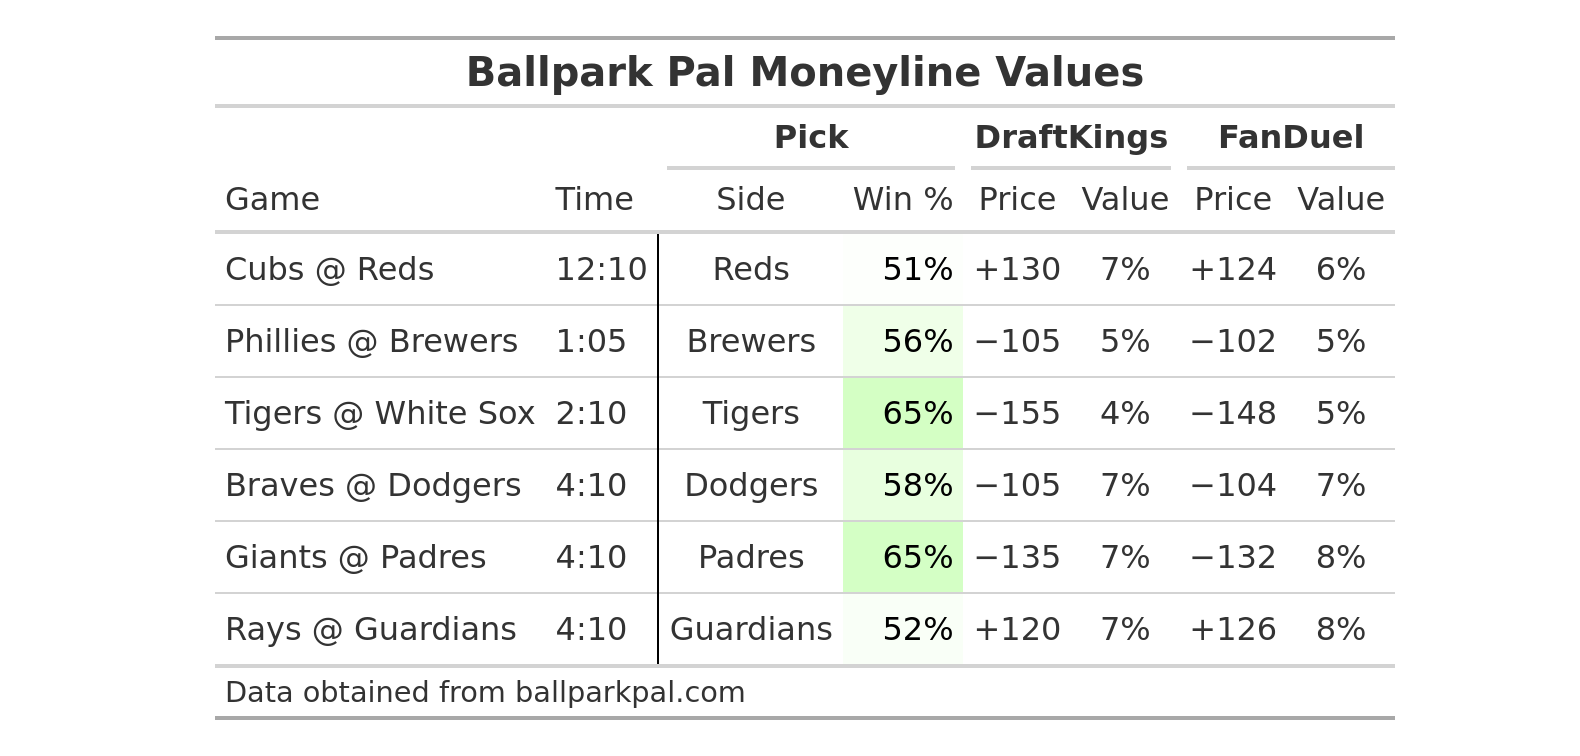 Ballpark Pal Moneyline Values
Pick DraftKings FanDuel
Game Time Side Win % Price Value Price Value
Cubs @ Reds 12:10 Reds 51% +130 7% +124 6%
Phillies @ Brewers 1:05 Brewers 56% −105 5% −102 5%
Tigers @ White Sox 2:10 Tigers 65% −155 4% −148 5%
Braves @ Dodgers 4:10 Dodgers 58% −105 7% −104 7%
Giants @ Padres 4:10 Padres 65% −135 7% −132 8%
Rays @ Guardians 4:10 Guardians 52% +120 7% +126 8%
Data obtained from ballparkpal.com